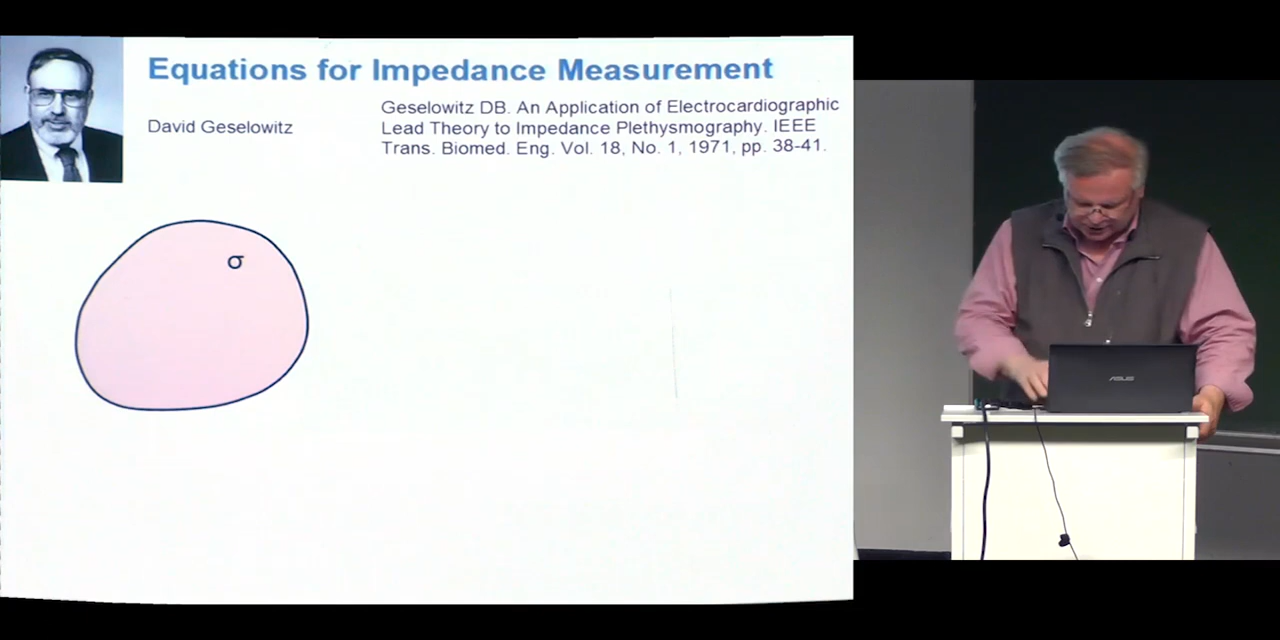 Equations for Impedance Measurement
David Geselowitz
Geselowitz DB. An Application of Electrocardiographic
Lead Theory to Impedance Plethysmography. IEEE
Trans. Biomed. Eng. Vol. 18, No. 1, 1971, pp. 38-41.
σ
ASUS